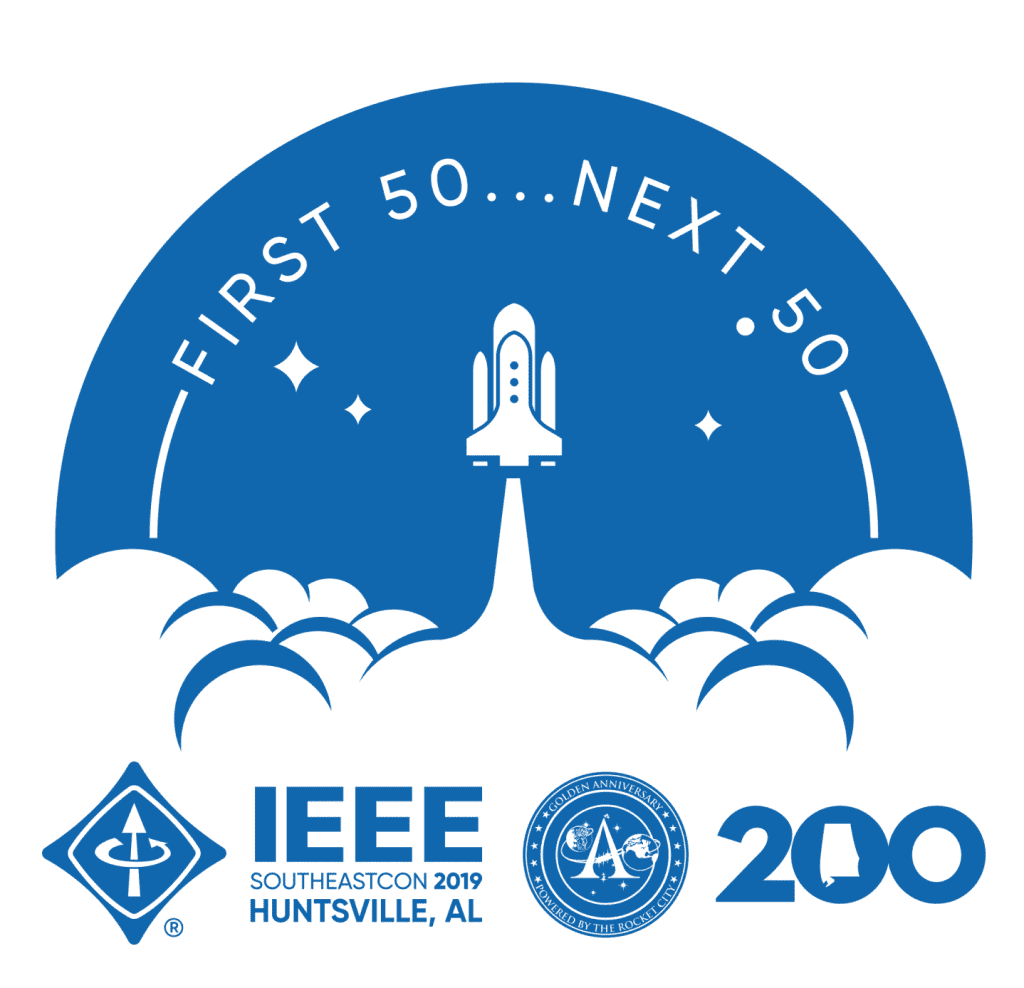 FIRST 50...NEXT 50
IEEE
SOUTHEASTCON 2019
HUNTSVILLE, AL
®
GOLDEN ANNIVERSARY
A
POWERED BY THE ROCKET CITY
200